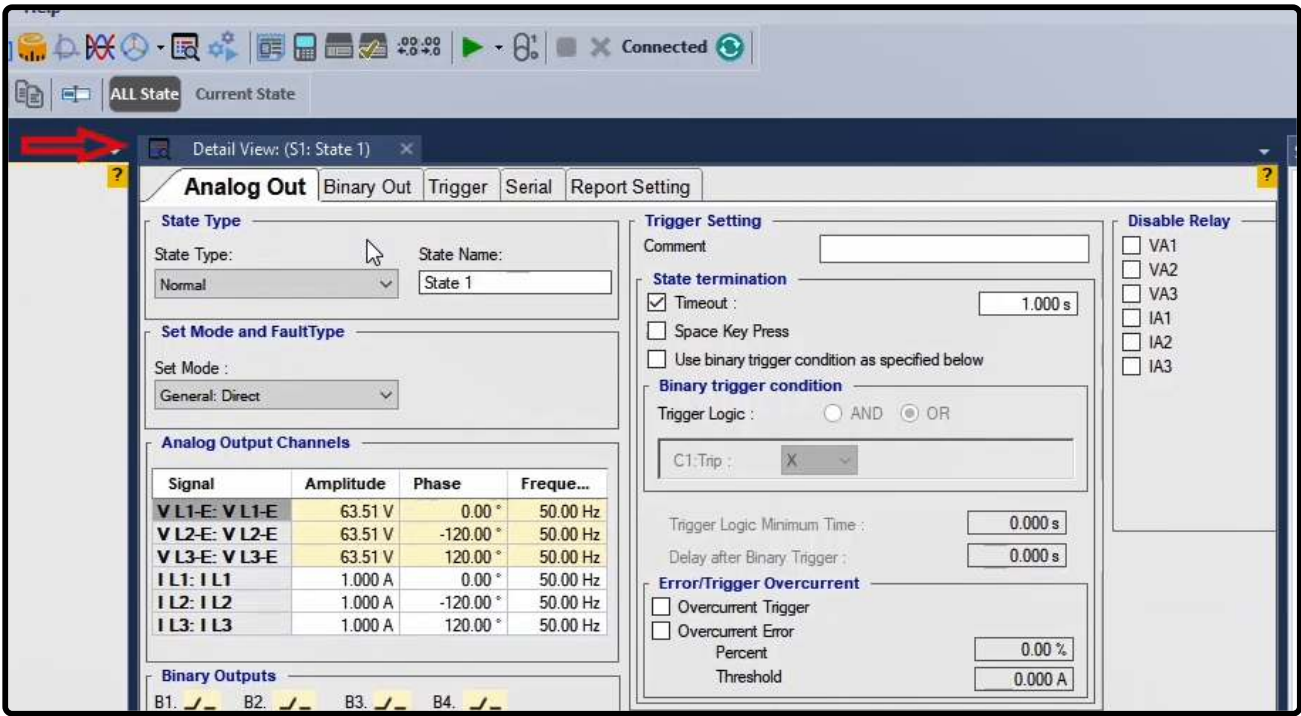 Help
Connected
ALL State Current State
Detail View: (S1: State 1)
?
?
Analog Out Binary Out Trigger Serial Report Setting
State Type
State Type: State Name:
Normal State 1
Set Mode and FaultType
Set Mode :
General: Direct
Analog Output Channels
Signal Amplitude Phase Freque...
V L1-E: V L1-E 63.51 V 0.00 ° 50.00 Hz
V L2-E: V L2-E 63.51 V -120.00 ° 50.00 Hz
V L3-E: V L3-E 63.51 V 120.00 ° 50.00 Hz
I L1: I L1 1.000 A 0.00 ° 50.00 Hz
I L2: I L2 1.000 A -120.00 ° 50.00 Hz
I L3: I L3 1.000 A 120.00 ° 50.00 Hz
Binary Outputs
B1. B2. B3. B4.
Trigger Setting
Comment
State termination
Timeout : 1.000 s
Space Key Press
Use binary trigger condition as specified below
Binary trigger condition
Trigger Logic : AND OR
C1:Trip : X
Trigger Logic Minimum Time : 0.000 s
Delay after Binary Trigger : 0.000 s
Error/Trigger Overcurrent
Overcurrent Trigger
Overcurrent Error
Percent 0.00 %
Threshold 0.000 A
Disable Relay
VA1
VA2
VA3
IA1
IA2
IA3